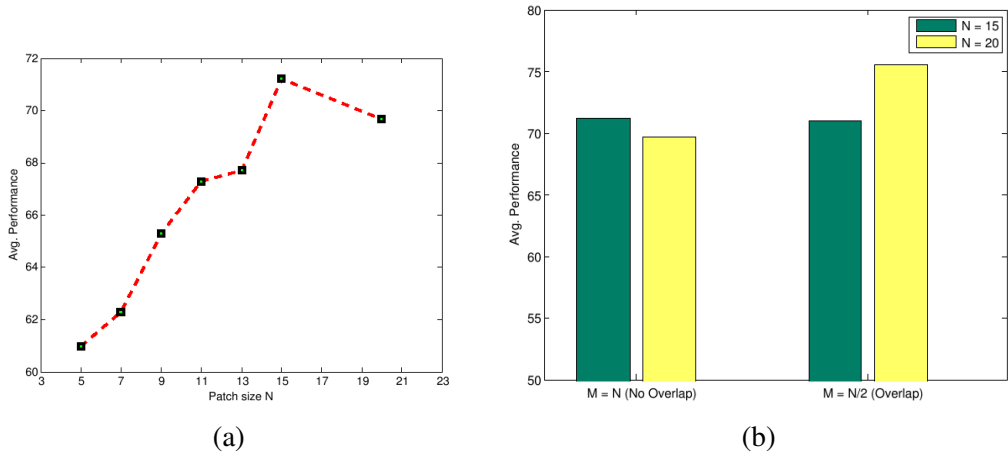 72
70
68
66
64
62
60
Avg. Performance
3 5 7 9 11 13 15 17 19 21 23
Patch size N
(a)
80
75
70
65
60
55
50
Avg. Performance
N = 15
N = 20
M = N (No Overlap) M = N/2 (Overlap)
(b)